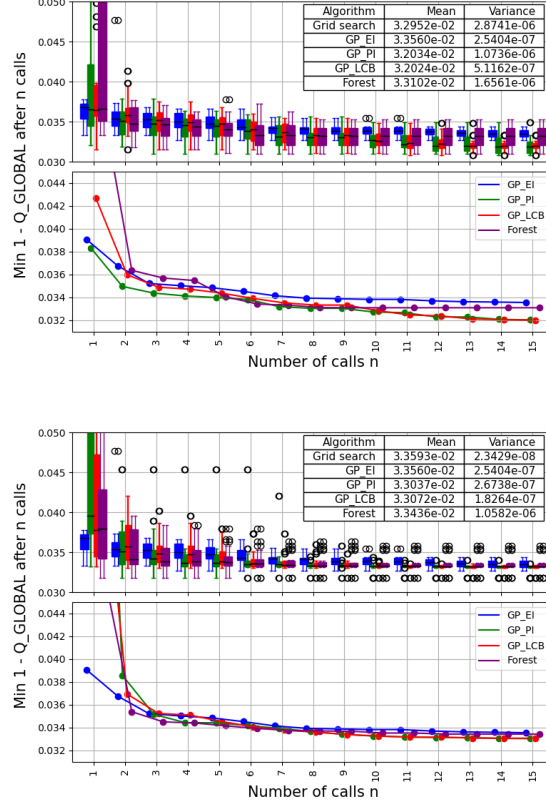 Min 1 - Q_GLOBAL after n calls
0.050
0.045
0.040
0.035
0.030
Algorithm Mean Variance
Grid search 3.2952e-02 2.8741e-06
GP_EI 3.3560e-02 2.5404e-07
GP_PI 3.2034e-02 1.0736e-06
GP_LCB 3.2024e-02 5.1162e-07
Forest 3.3102e-02 1.6561e-06
0.044
0.042
0.040
0.038
0.036
0.034
0.032
GP_EI
GP_PI
GP_LCB
Forest
1 2 3 4 5 6 7 8 9 10 11 12 13 14 15
Number of calls n
Min 1 - Q_GLOBAL after n calls
0.050
0.045
0.040
0.035
0.030
Algorithm Mean Variance
Grid search 3.3593e-02 2.3429e-08
GP_EI 3.3560e-02 2.5404e-07
GP_PI 3.3037e-02 2.6738e-07
GP_LCB 3.3072e-02 1.8264e-07
Forest 3.3436e-02 1.0582e-06
0.044
0.042
0.040
0.038
0.036
0.034
0.032
GP_EI
GP_PI
GP_LCB
Forest
1 2 3 4 5 6 7 8 9 10 11 12 13 14 15
Number of calls n